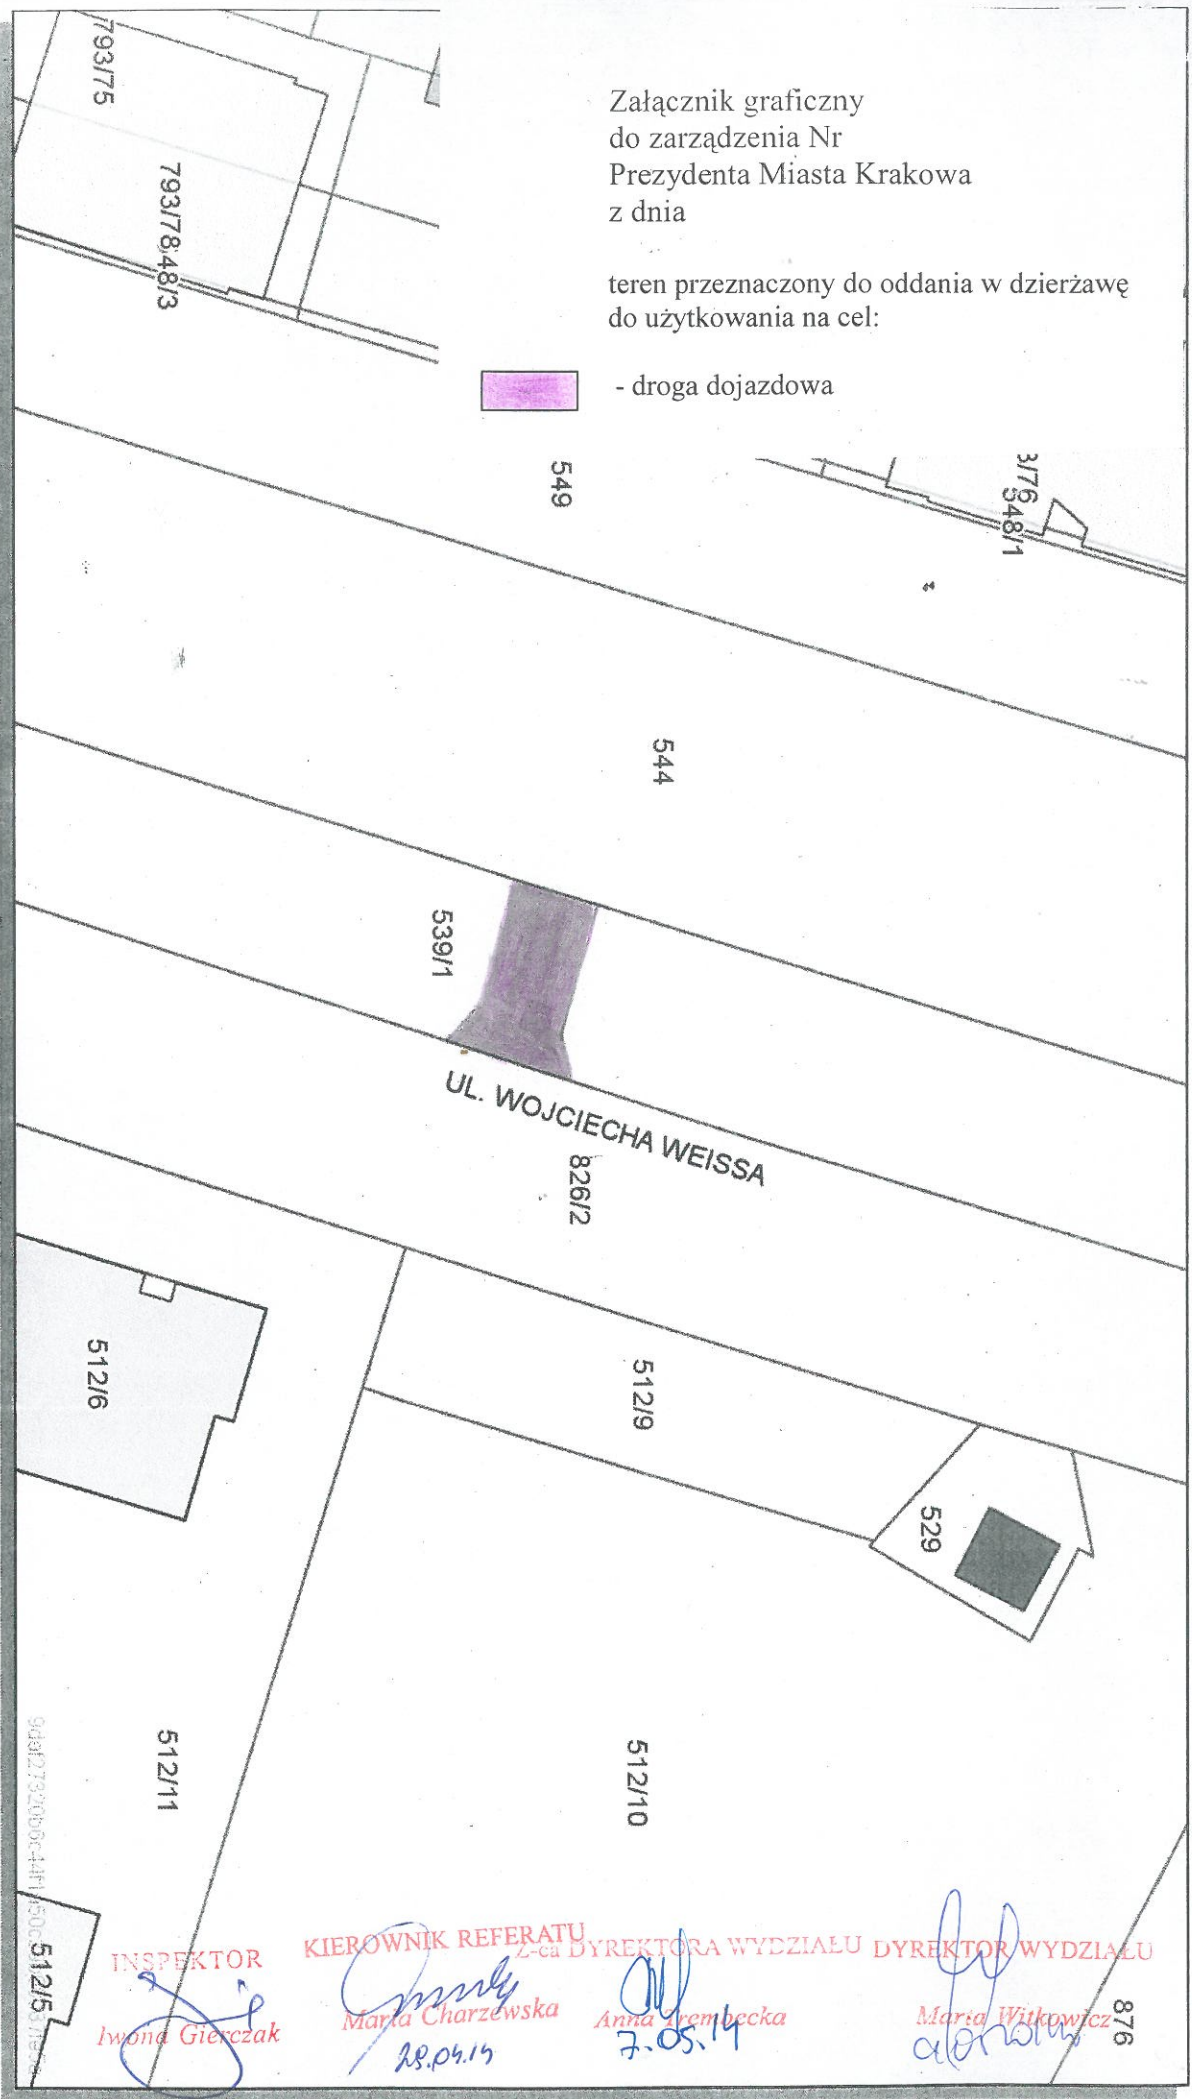 793/75
793/78
48/3
Załącznik graficzny
do zarządzenia Nr
Prezydenta Miasta Krakowa
z dnia
teren przeznaczony do oddania w dzierżawę
do użytkowania na cel:
- droga dojazdowa
549
3/76
548/1
544
539/1
UL. WOJCIECHA WEISSA
826/2
512/6
512/9
529
512/11
512/10
512/5
876
INSPEKTOR
Iwona Gierczak
KIEROWNIK REFERATU
Maria Charzewska
29.04.14
Z-ca DYREKTORA WYDZIAŁU
Anna Trembecka
7.05.14
DYREKTOR WYDZIAŁU
Maria Witkowicz